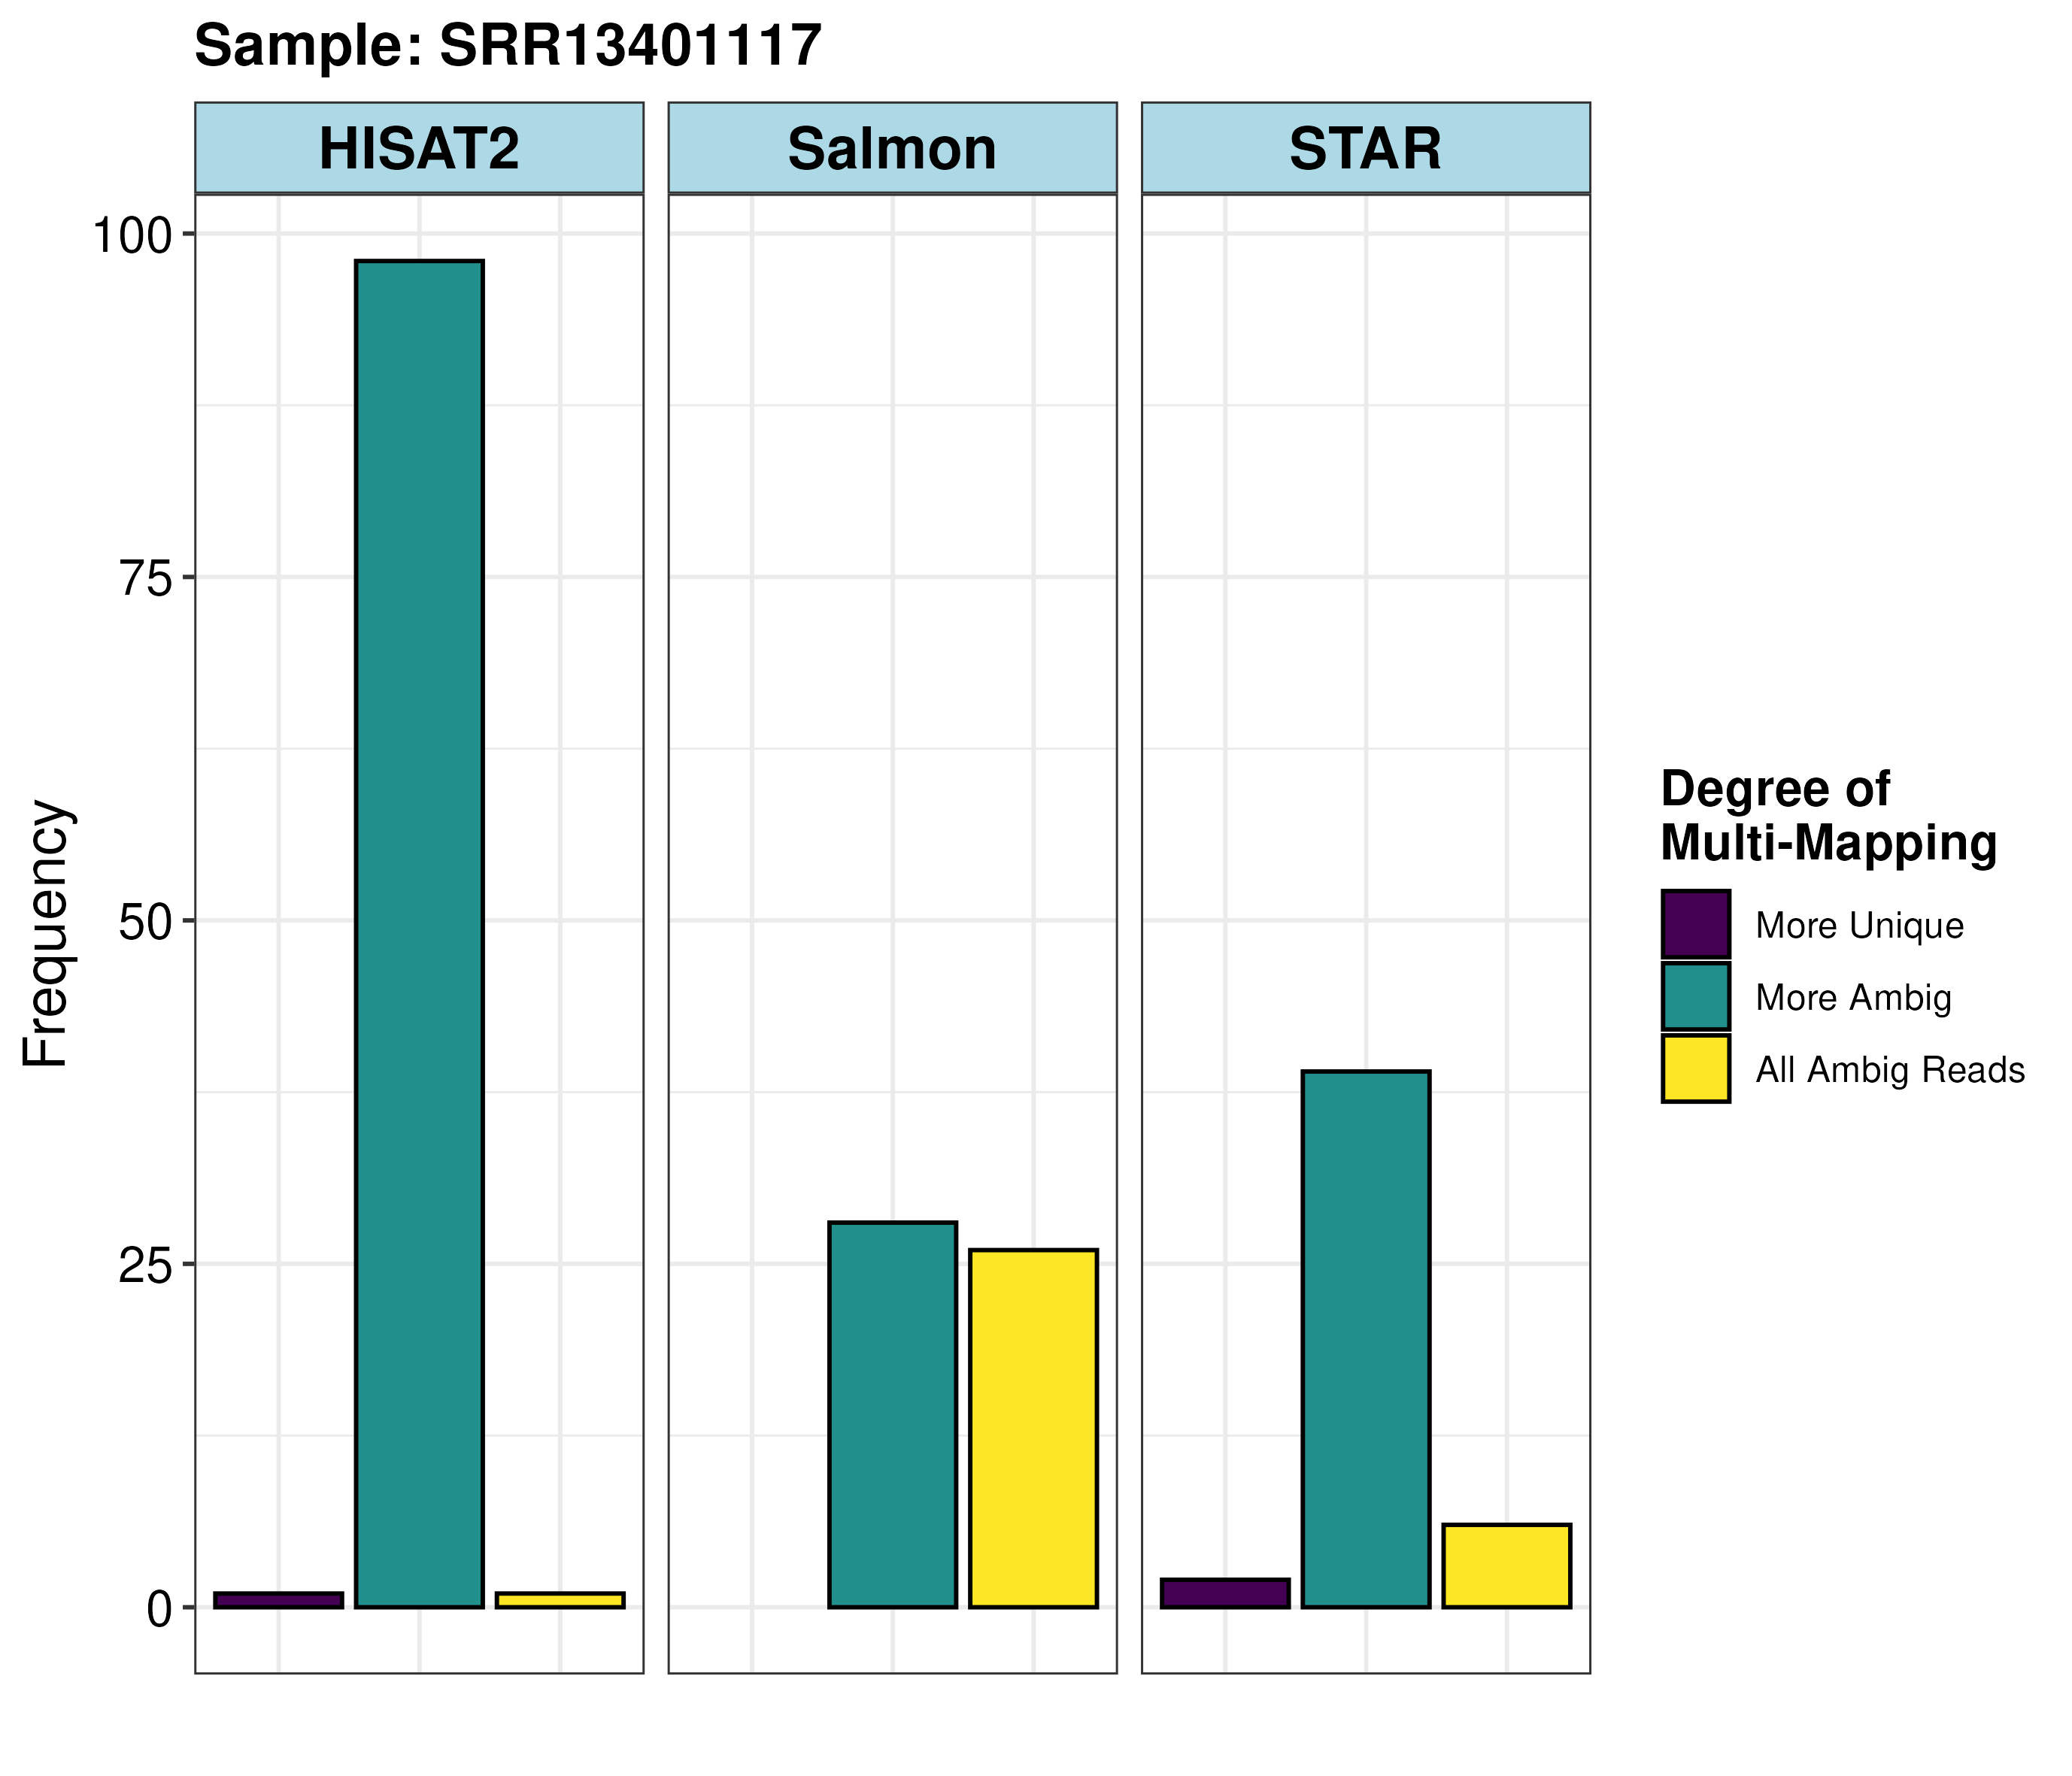 Sample: SRR13401117
HISAT2
Salmon
STAR
100
75
50
25
0
Frequency
Degree of
Multi-Mapping
More Unique
More Ambig
All Ambig Reads